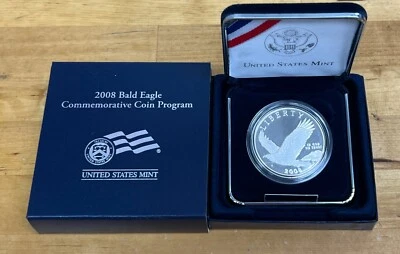 2008 Bald Eagle
Commemorative Coin Program
UNITED STATES MINT
UNITED STATES MINT
LIBERTY
IN GOD
WE TRUST
2008